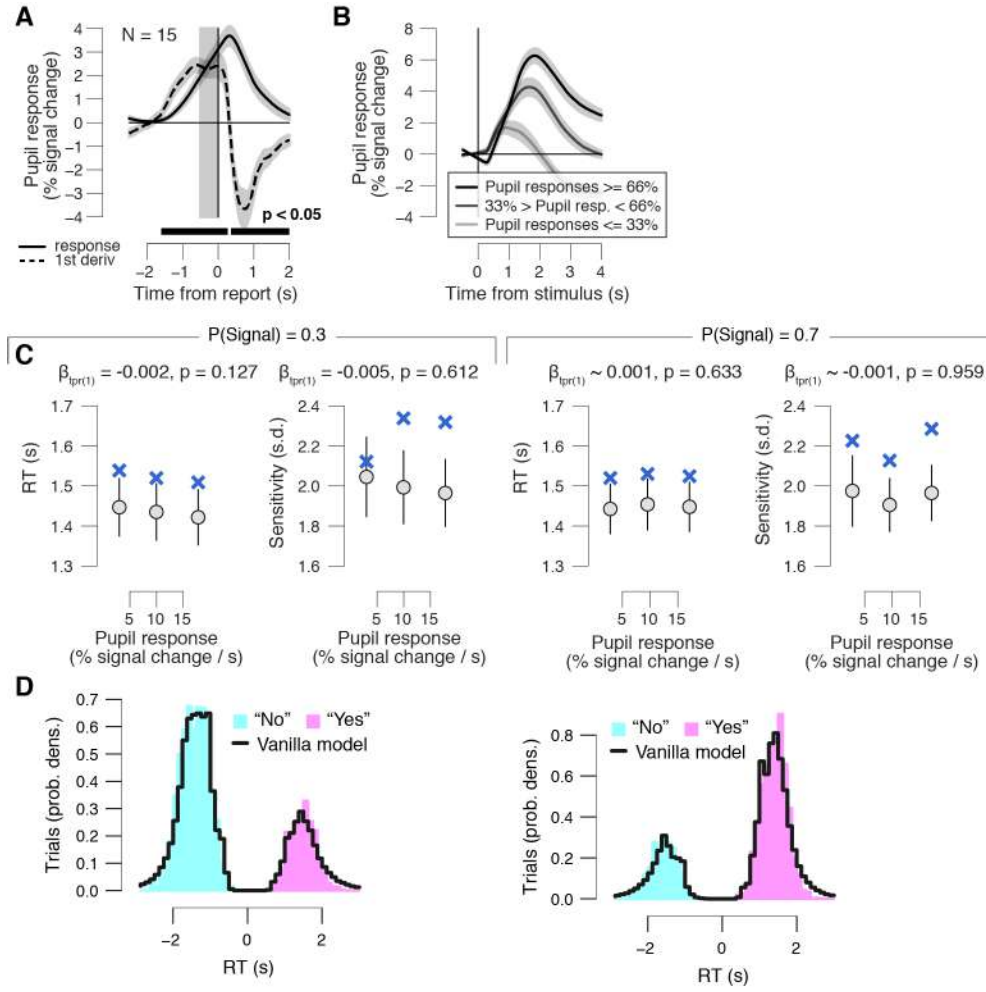 A
N = 15
Pupil response
(% signal change)
4
3
2
1
0
−1
−2
−3
−4
p < 0.05
response
1st deriv
−2 −1 0 1 2
Time from report (s)
B
Pupil response
(% signal change)
8
6
4
2
0
−2
−4
Pupil responses >= 66%
33% > Pupil resp. < 66%
Pupil responses <= 33%
0 1 2 3 4
Time from stimulus (s)
C
P(Signal) = 0.3
P(Signal) = 0.7
βtpr(1) = -0.002, p = 0.127
βtpr(1) = -0.005, p = 0.612
βtpr(1) ~ 0.001, p = 0.633
βtpr(1) ~ -0.001, p = 0.959
RT (s)
1.7
1.6
1.5
1.4
1.3
5 10 15
Pupil response
(% signal change / s)
Sensitivity (s.d.)
2.4
2.2
2.0
1.8
1.6
5 10 15
Pupil response
(% signal change / s)
RT (s)
1.7
1.6
1.5
1.4
1.3
5 10 15
Pupil response
(% signal change / s)
Sensitivity (s.d.)
2.4
2.2
2.0
1.8
1.6
5 10 15
Pupil response
(% signal change / s)
D
Trials (prob. dens.)
0.7
0.6
0.5
0.4
0.3
0.2
0.1
0.0
“No” “Yes”
Vanilla model
−2 0 2
RT (s)
Trials (prob. dens.)
0.8
0.6
0.4
0.2
0.0
“No” “Yes”
Vanilla model
−2 0 2
RT (s)